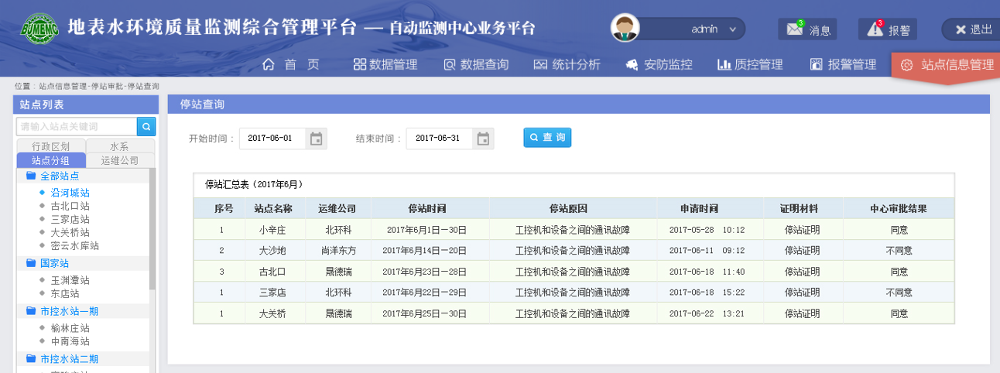 BJMEMC
地表水环境质量监测综合管理平台 — 自动监测中心业务平台
admin
3 消息
3 报警
退出
首 页 数据管理 数据查询 统计分析 安防监控 质控管理 报警管理 站点信息管理
位置：站点信息管理-停站审批-停站查询
站点列表
请输入站点关键词
行政区划 水系
站点分组 运维公司
全部站点
沿河城站
古北口站
三家店站
大关桥站
密云水库站
国家站
玉渊潭站
东店站
市控水站一期
榆林庄站
中南海站
市控水站二期
停站查询
开始时间： 2017-06-01 结束时间： 2017-06-31 查 询
停站汇总表（2017年6月）
序号 站点名称 运维公司 停站时间 停站原因 申请时间 证明材料 中心审批结果
1 小辛庄 北环科 2017年6月1日—30日 工控机和设备之间的通讯故障 2017-05-28 10:12 停站证明 同意
2 大沙地 尚洋东方 2017年6月14日—20日 工控机和设备之间的通讯故障 2017-06-11 09:12 停站证明 不同意
3 古北口 晟德瑞 2017年6月23日—28日 工控机和设备之间的通讯故障 2017-06-18 11:40 停站证明 同意
1 三家店 北环科 2017年6月22日—29日 工控机和设备之间的通讯故障 2017-06-18 15:22 停站证明 不同意
1 大关桥 晟德瑞 2017年6月25日—30日 工控机和设备之间的通讯故障 2017-06-22 13:21 停站证明 同意